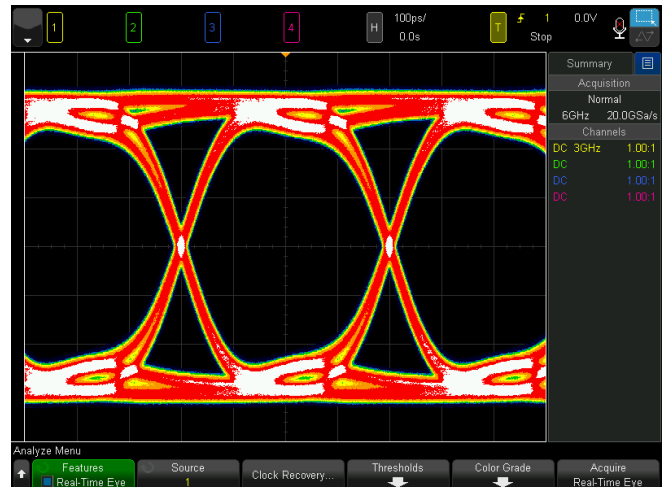 1 2 3 4 H 100ps/ 0.0s T 1 0.0V Stop
Summary
Acquisition
Normal
6GHz 20.0GSa/s
Channels
DC 3GHz 1.00:1
DC 1.00:1
DC 1.00:1
DC 1.00:1
Analyze Menu
Features Source Clock Recovery... Thresholds Color Grade Acquire
Real-Time Eye 1 Real-Time Eye